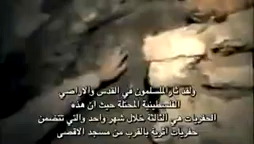 ولقد ثار المسلمون في القدس والاراضي
الفلسطينية المحتلة حيث ان هذه
الحفريات هي الثالثة خلال شهر واحد والتي تتضمن
حفريات اثرية بالقرب من مسجد الاقصى